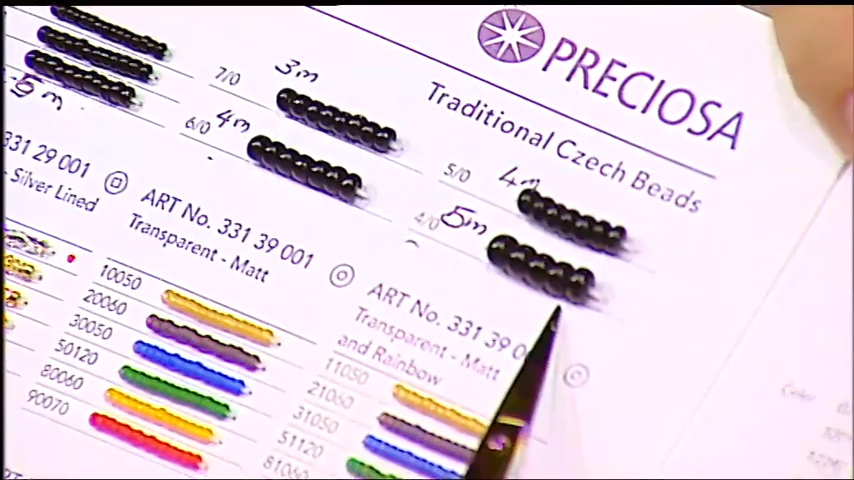 PRECIOSA
Traditional Czech Beads
7/0 3m
6/0 4m
5/0 4m
4/0 5m
5m
331 29 001
- Silver Lined
ART No. 331 39 001
Transparent - Matt
10050
20060
30050
50120
80060
90070
ART No. 331 39 0
Transparent - Matt
and Rainbow
11050
21060
31050
51120
81060